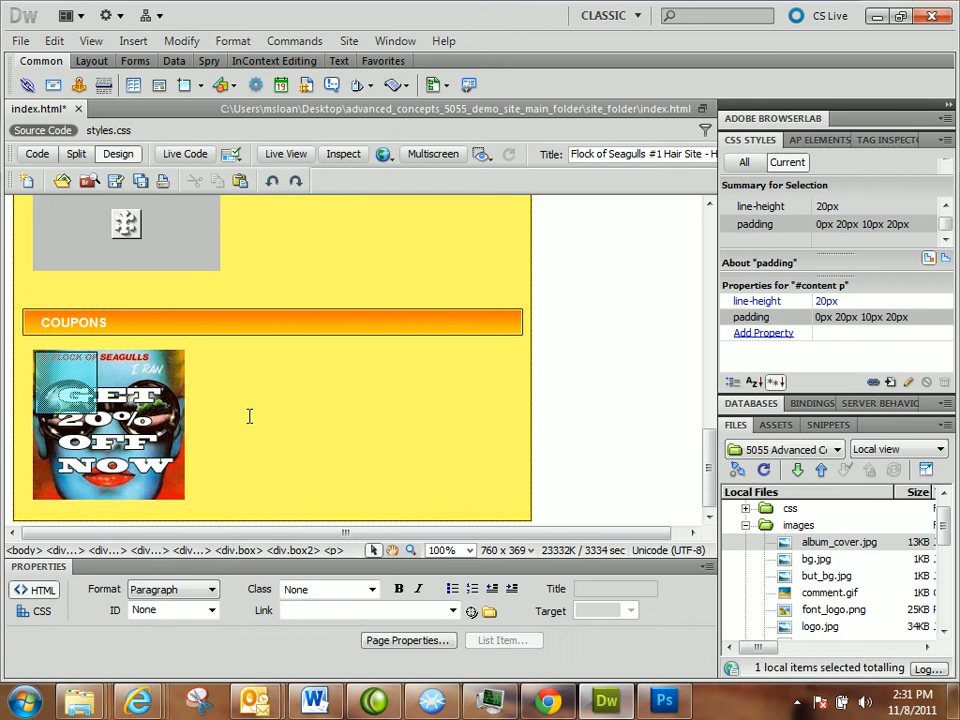 Dw
CLASSIC
CS Live
File Edit View Insert Modify Format Commands Site Window Help
Common Layout Forms Data Spry InContext Editing Text Favorites
index.html* C:\Users\msloan\Desktop\advanced_concepts_5055_demo_site_main_folder\site_folder\index.html
Source Code styles.css
Code Split Design Live Code Live View Inspect Multiscreen Title: Flock of Seagulls #1 Hair Site - H
COUPONS
FLOCK OF SEAGULLS
I RAN
GET
20%
OFF
NOW
<body> <div...> <div...> <div...> <div...> <div.box> <div.box2> <p> 100% 760 x 369 23332K / 3334 sec Unicode (UTF-8)
PROPERTIES
HTML Format Paragraph Class None B I Title
CSS ID None Link Target
Page Properties... List Item...
ADOBE BROWSERLAB
CSS STYLES AP ELEMENTS TAG INSPECT
All Current
Summary for Selection
line-height 20px
padding 0px 20px 10px 20px
About "padding"
Properties for "#content p"
line-height 20px
padding 0px 20px 10px 20px
Add Property
DATABASES BINDINGS SERVER BEHAVIC
FILES ASSETS SNIPPETS
5055 Advanced Cc Local view
Local Files Size
css
images
album_cover.jpg 13KB
bg.jpg 1KB
but_bg.jpg 1KB
comment.gif 1KB
font_logo.png 25KB
logo.jpg 34KB
1 local items selected totalling Log...
Dw Ps
2:31 PM
11/8/2011